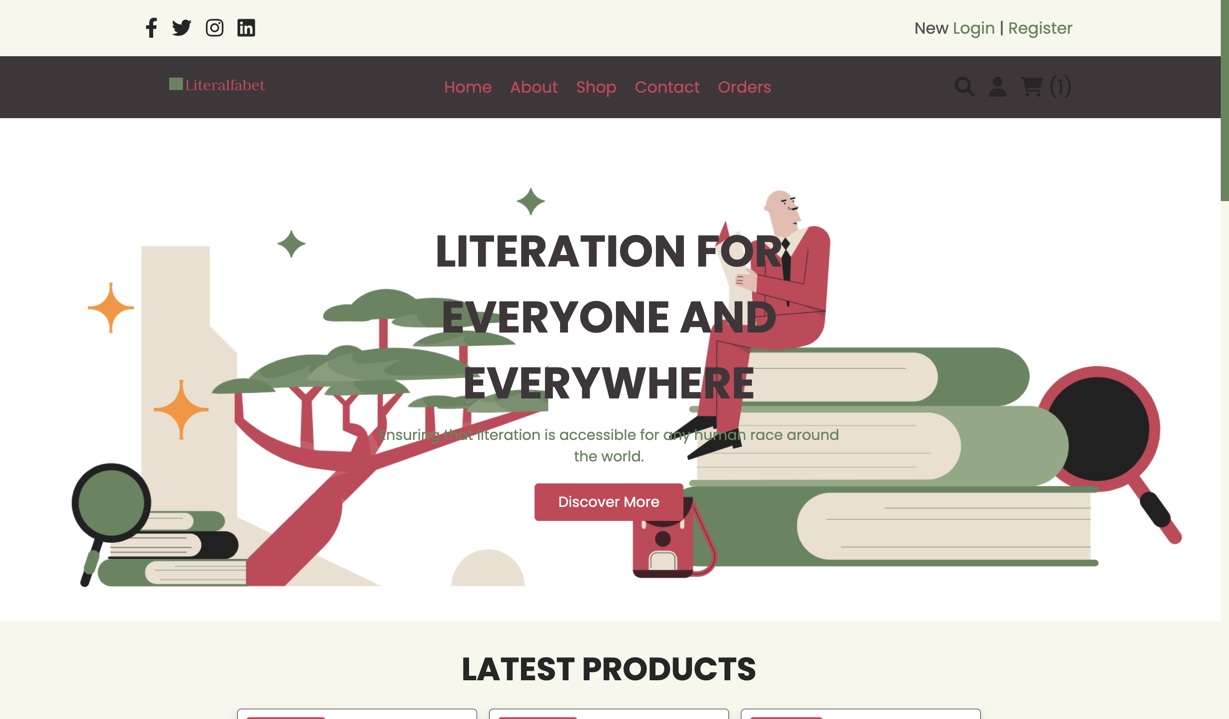 New Login | Register
Literalfabet
Home About Shop Contact Orders
(1)
LITERATION FOR
EVERYONE AND
EVERYWHERE
Ensuring that literation is accessible for any human race around
the world.
Discover More
LATEST PRODUCTS